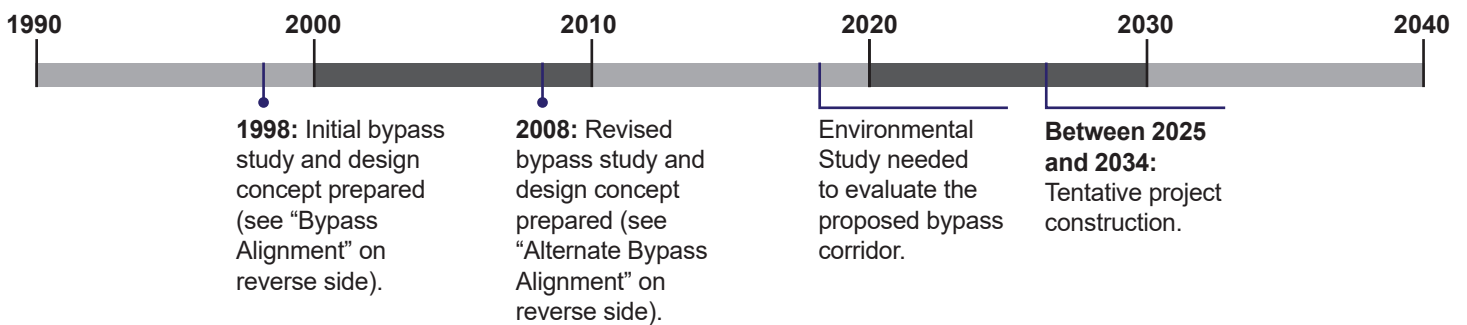 1990 2000 2010 2020 2030 2040
1998: Initial bypass
study and design
concept prepared
(see “Bypass
Alignment” on
reverse side).
2008: Revised
bypass study and
design concept
prepared (see
“Alternate Bypass
Alignment” on
reverse side).
Environmental
Study needed
to evaluate the
proposed bypass
corridor.
Between 2025
and 2034:
Tentative project
construction.